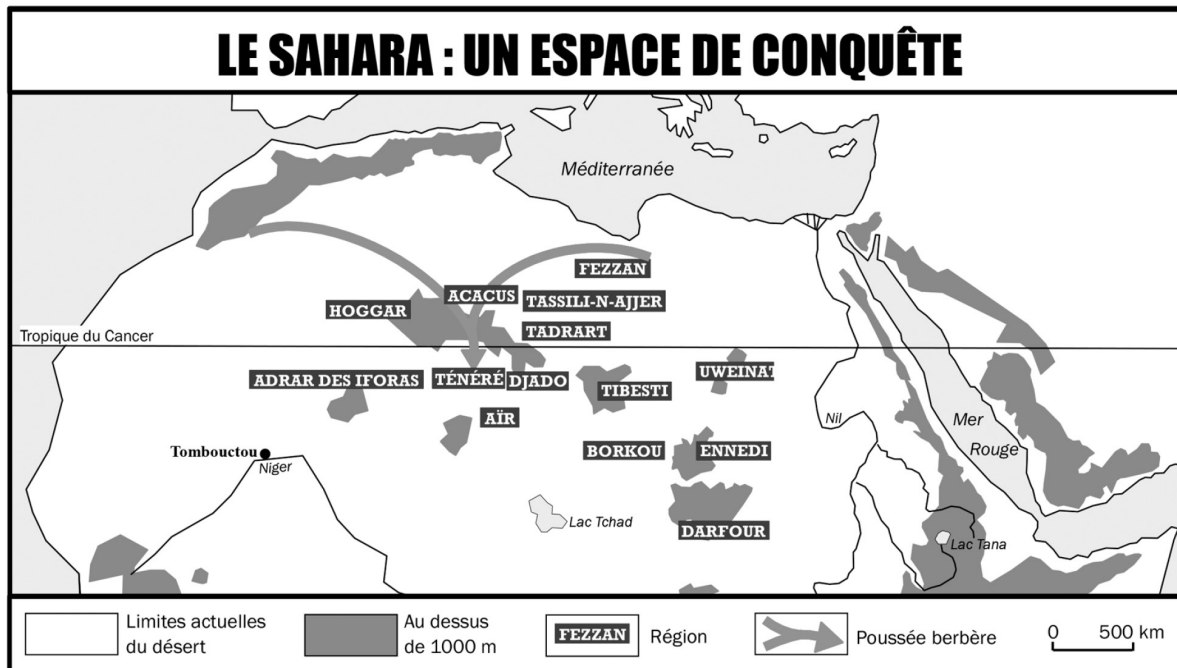 LE SAHARA : UN ESPACE DE CONQUÊTE
Méditerranée
FEZZAN
ACACUS
TASSILI-N-AJJER
HOGGAR
TADRART
Tropique du Cancer
ADRAR DES IFORAS
TÉNÉRÉ
DJADO
TIBESTI
UWEINAT
AÏR
Nil
Mer
Rouge
Tombouctou
Niger
BORKOU
ENNEDI
Lac Tchad
DARFOUR
Lac Tana
Limites actuelles
du désert
Au dessus
de 1000 m
FEZZAN
Région
Poussée berbère
0 500 km